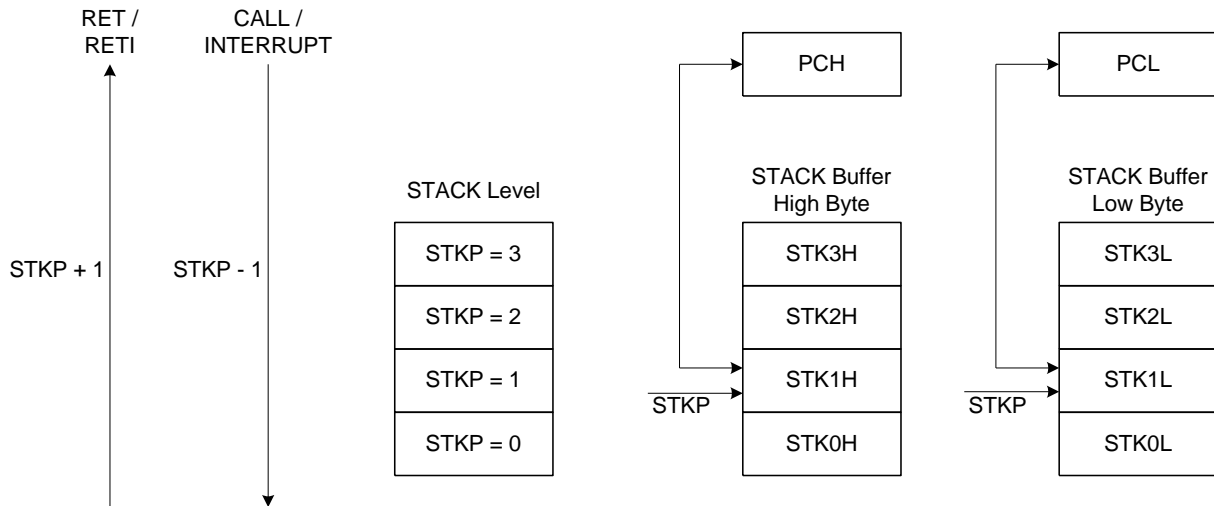 RET /
RETI
CALL /
INTERRUPT
PCH
PCL
STACK Level
STACK Buffer
High Byte
STACK Buffer
Low Byte
STKP + 1
STKP - 1
STKP = 3
STK3H
STK3L
STKP = 2
STK2H
STK2L
STKP = 1
STK1H
STK1L
STKP
STKP
STKP = 0
STK0H
STK0L